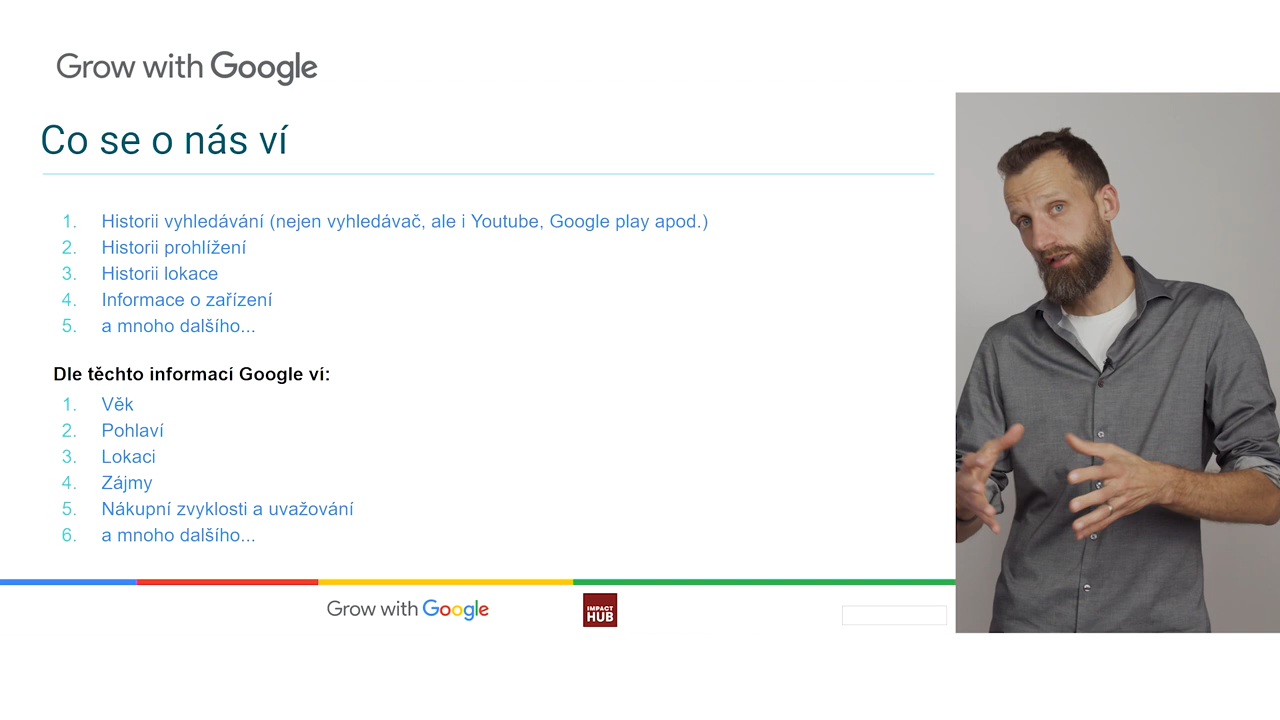 Grow with Google
Co se o nás ví
1. Historii vyhledávání (nejen vyhledávač, ale i Youtube, Google play apod.)
2. Historii prohlížení
3. Historii lokace
4. Informace o zařízení
5. a mnoho dalšího...
Dle těchto informací Google ví:
1. Věk
2. Pohlaví
3. Lokaci
4. Zájmy
5. Nákupní zvyklosti a uvažování
6. a mnoho dalšího...
Grow with Google
IMPACT
HUB